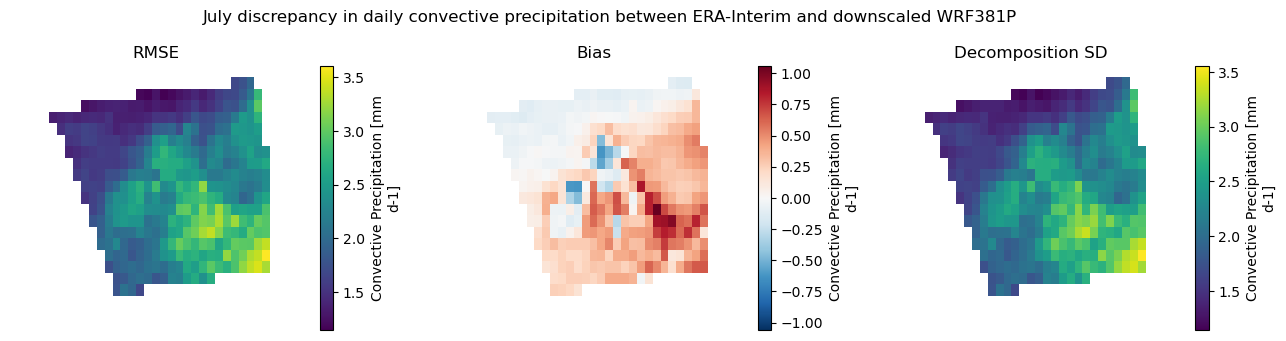 July discrepancy in daily convective precipitation between ERA-Interim and downscaled WRF381P
RMSE
3.5
3.0
2.5
2.0
1.5
Convective Precipitation [mm
d-1]
Bias
1.00
0.75
0.50
0.25
0.00
−0.25
−0.50
−0.75
−1.00
Convective Precipitation [mm
d-1]
Decomposition SD
3.5
3.0
2.5
2.0
1.5
Convective Precipitation [mm
d-1]